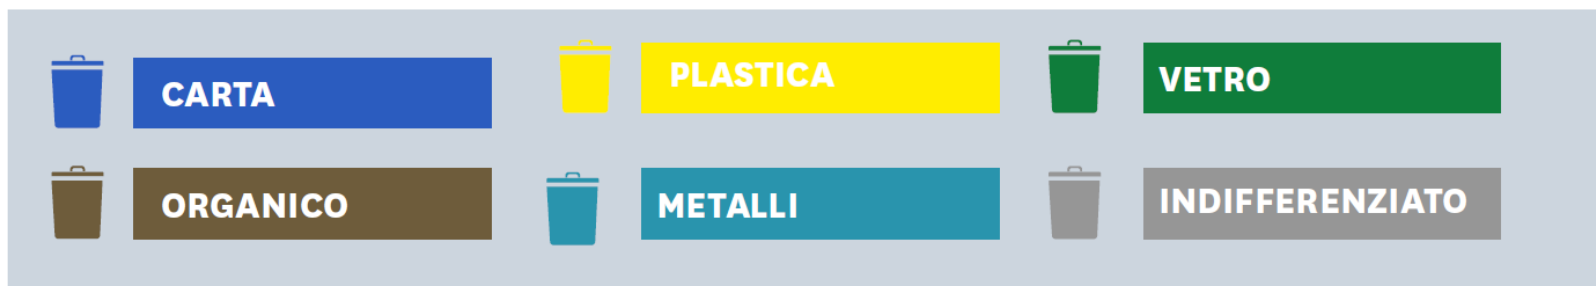 CARTA
PLASTICA
VETRO
ORGANICO
METALLI
INDIFFERENZIATO